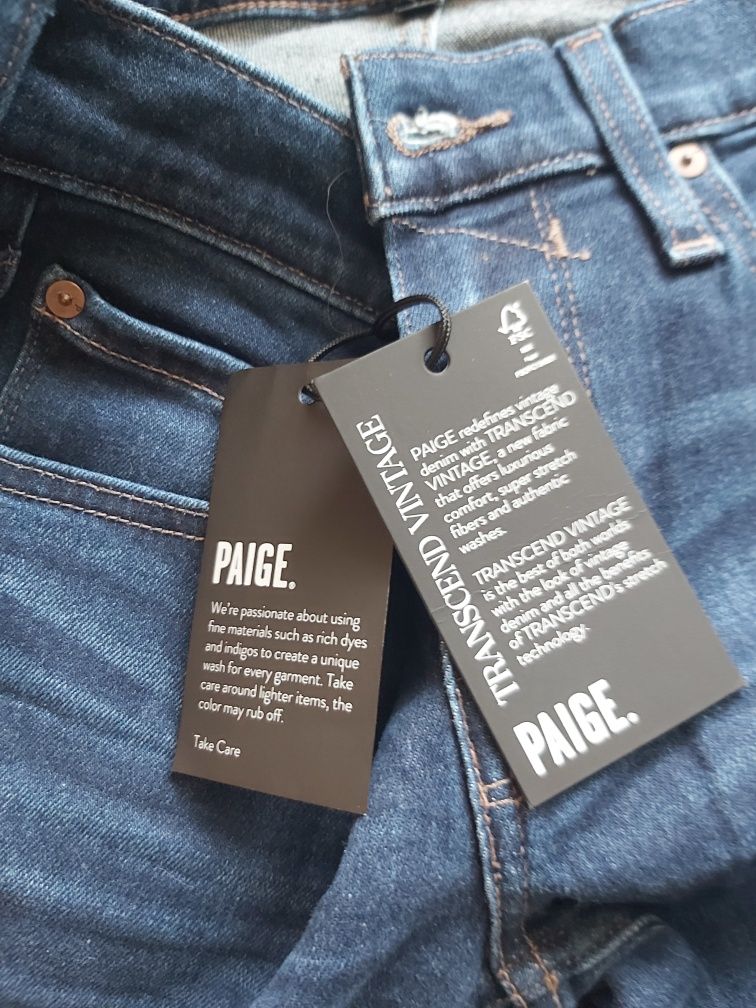 PAIGE.
We're passionate about using
fine materials such as rich dyes
and indigos to create a unique
wash for every garment. Take
care around lighter items, the
color may rub off.
Take Care
FSC
TRANSCEND VINTAGE
PAIGE redefines vintage
denim with TRANSCEND
VINTAGE, a new fabric
that offers luxurious
comfort, super stretch
fibers and authentic
washes.
TRANSCEND VINTAGE
is the best of both worlds
with the look of vintage
denim and all the benefits
of TRANSCEND's stretch
technology.
PAIGE.